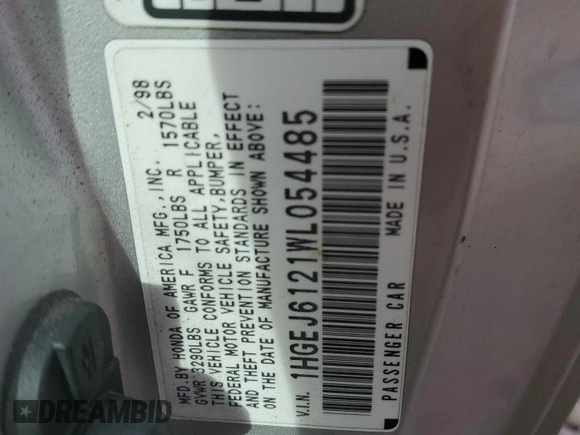 MFD.BY HONDA OF AMERICA MFG.,INC. 2/98
GVWR 3290LBS GAWR F 1750LBS R 1570LBS
THIS VEHICLE CONFORMS TO ALL APPLICABLE
FEDERAL MOTOR VEHICLE SAFETY,BUMPER,
AND THEFT PREVENTION STANDARDS IN EFFECT
ON THE DATE OF MANUFACTURE SHOWN ABOVE:
V.I.N. 1HGEJ6121WL054485
PASSENGER CAR MADE IN U.S.A.
DREAMBID